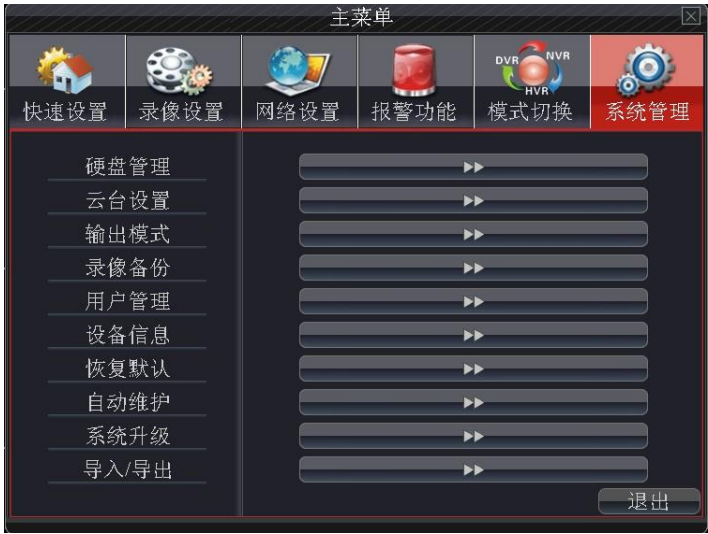 主菜单
DVR NVR
HVR
快速设置 录像设置 网络设置 报警功能 模式切换 系统管理
硬盘管理
云台设置
输出模式
录像备份
用户管理
设备信息
恢复默认
自动维护
系统升级
导入/导出
退出